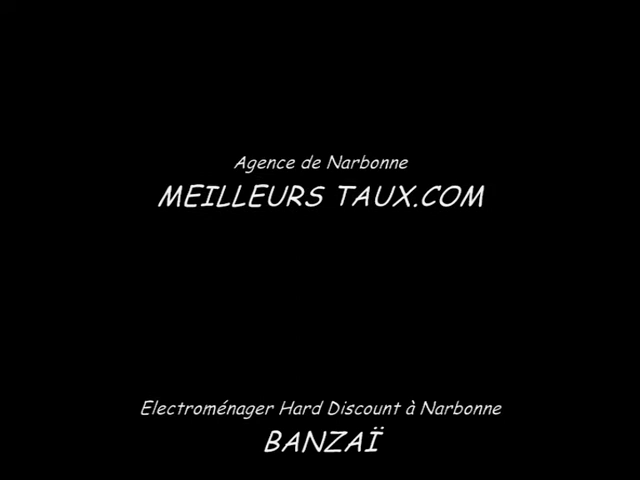 Agence de Narbonne
MEILLEURS TAUX.COM
Electroménager Hard Discount à Narbonne
BANZAÏ